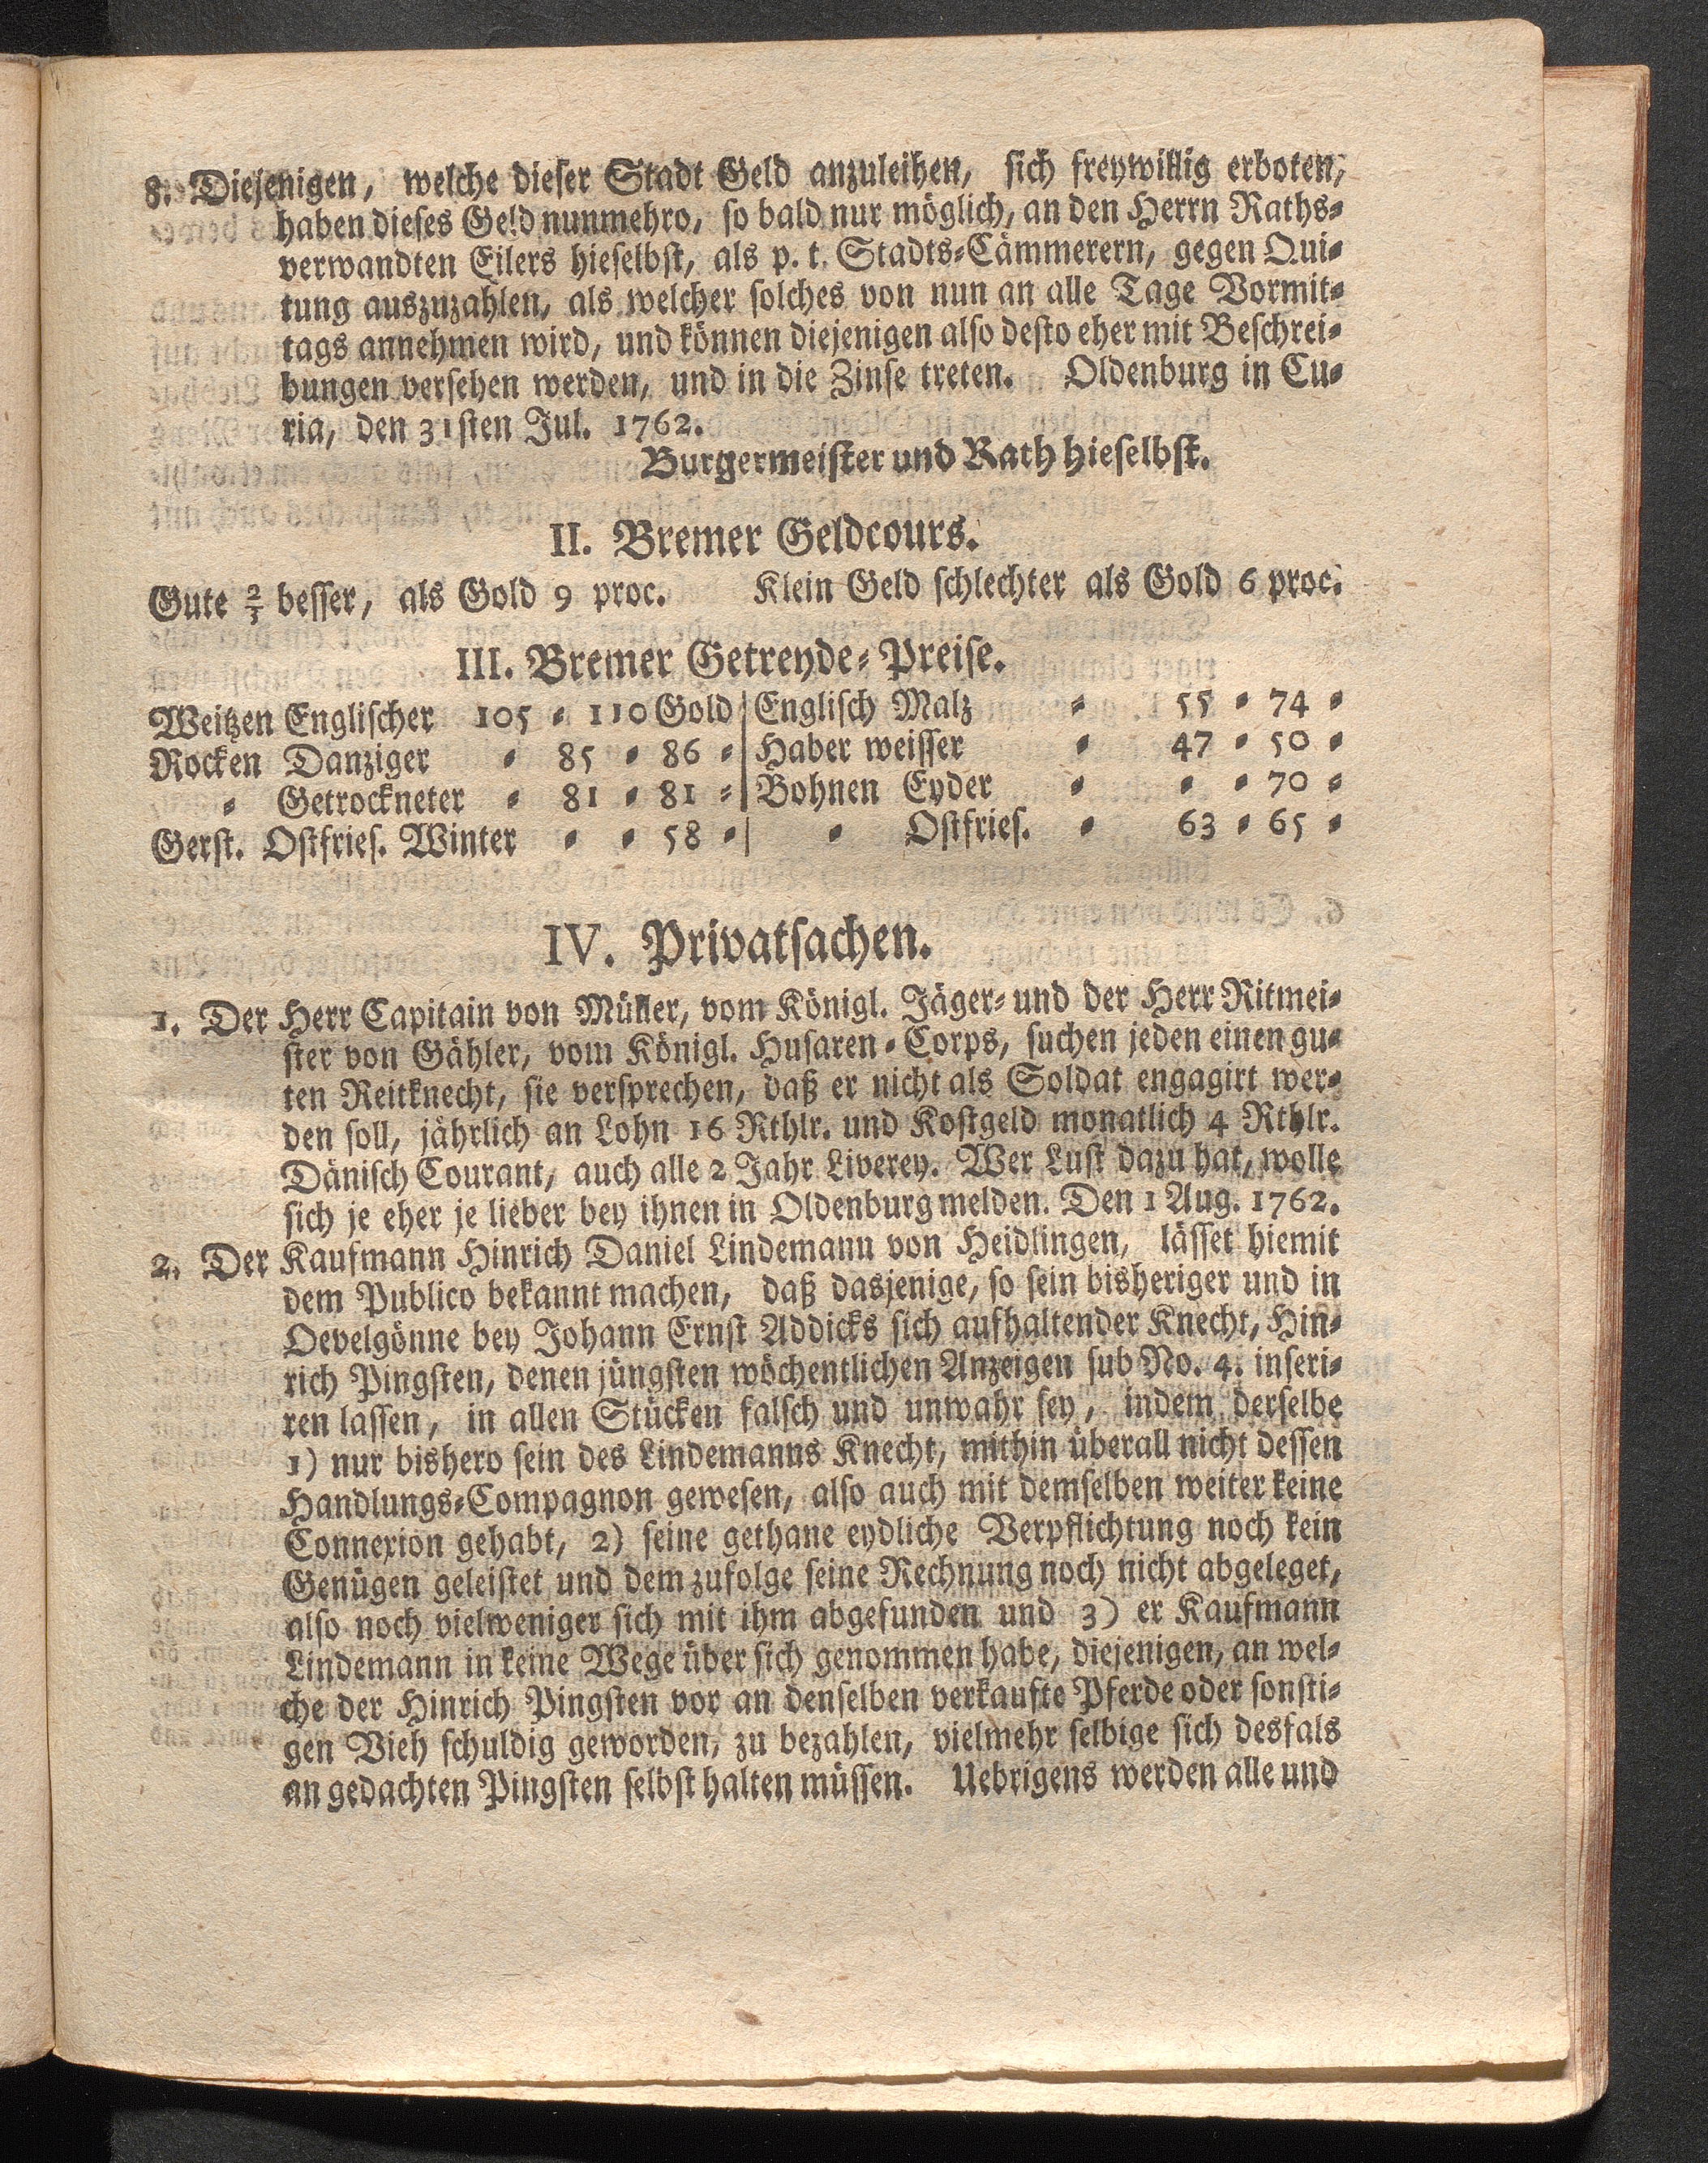 8. Diejenigen, welche dieser Stadt Geld anzuleihen, sich freywillig erboten,
haben dieses Geld nunmehro, so bald nur möglich, an den Herrn Raths-
verwandten Eilers hieselbst, als p. t. Stadts-Cämmerern, gegen Qui-
tung auszuzahlen, als welcher solches von nun an alle Tage Vormit-
tags annehmen wird, und können diejenigen also desto eher mit Beschrei-
bungen versehen werden, und in die Zinse treten. Oldenburg in Cu-
ria, den 31sten Jul. 1762.
Burgermeister und Rath hieselbst.
II. Bremer Geldcours.
Gute 2/3 besser, als Gold 9 proc. Klein Geld schlechter als Gold 6 proc.
III. Bremer Getreyde-Preise.
Weitzen Englischer 105 - 110 Gold | Englisch Malz - 55 - 74 -
Rocken Danziger - 85 - 86 - | Haber weisser - 47 - 50 -
- Getrockneter - 81 - 81 - | Bohnen Eyder - - - 70 -
Gerst. Ostfries. Winter - - 58 - | - Ostfries. - 63 - 65 -
IV. Privatsachen.
1. Der Herr Capitain von Müller, vom Königl. Jäger- und der Herr Ritmei-
ster von Gähler, vom Königl. Husaren-Corps, suchen jeden einen gu-
ten Reitknecht, sie versprechen, daß er nicht als Soldat engagirt wer-
den soll, jährlich an Lohn 16 Rthlr. und Kostgeld monatlich 4 Rthlr.
Dänisch Courant, auch alle 2 Jahr Liverey. Wer Lust dazu hat, wolle
sich je eher je lieber bey ihnen in Oldenburg melden. Den 1 Aug. 1762.
2. Der Kaufmann Hinrich Daniel Lindemann von Heidlingen, lässet hiemit
dem Publico bekannt machen, daß dasjenige, so sein bisheriger und in
Oevelgönne bey Johann Ernst Addicks sich aufhaltender Knecht, Hin-
rich Pingsten, denen jüngsten wöchentlichen Anzeigen sub No. 4. inseri-
ren lassen, in allen Stücken falsch und unwahr sey, indem derselbe
1) nur bishero sein des Lindemanns Knecht, mithin überall nicht dessen
Handlungs-Compagnon gewesen, also auch mit demselben weiter keine
Connexion gehabt, 2) seine gethane eydliche Verpflichtung noch kein
Genügen geleistet und dem zufolge seine Rechnung noch nicht abgeleget,
also noch vielweniger sich mit ihm abgefunden und 3) er Kaufmann
Lindemann in keine Wege über sich genommen habe, diejenigen, an wel-
che der Hinrich Pingsten vor an denselben verkaufte Pferde oder sonsti-
gen Vieh schuldig geworden, zu bezahlen, vielmehr selbige sich desfals
an gedachten Pingsten selbst halten müssen. Uebrigens werden alle und